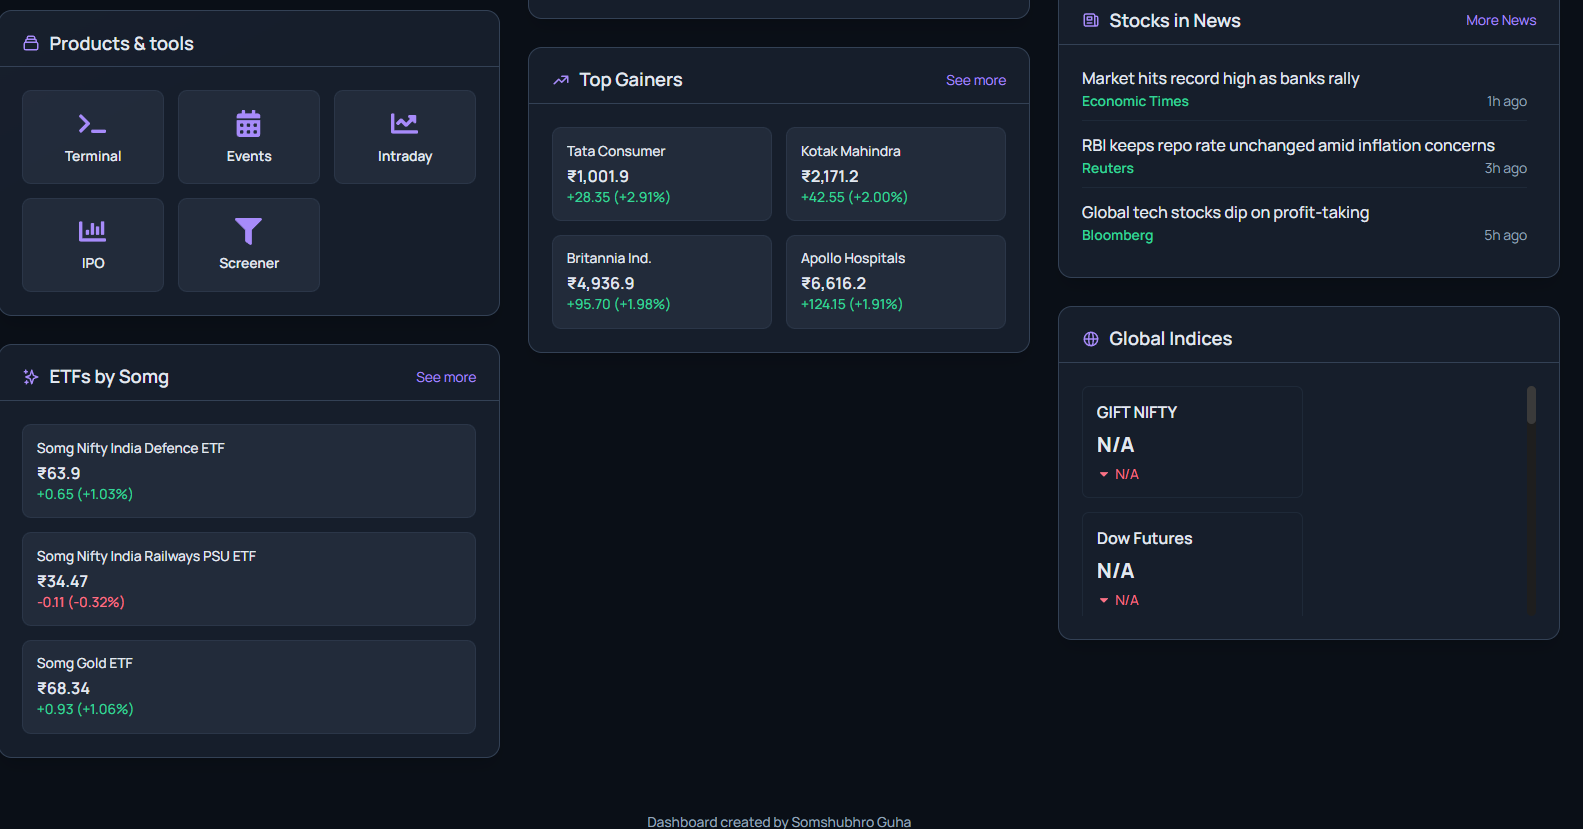 Products & tools
Terminal
Events
Intraday
IPO
Screener
ETFs by Somg
See more
Somg Nifty India Defence ETF
₹63.9
+0.65 (+1.03%)
Somg Nifty India Railways PSU ETF
₹34.47
-0.11 (-0.32%)
Somg Gold ETF
₹68.34
+0.93 (+1.06%)
Top Gainers
See more
Tata Consumer
₹1,001.9
+28.35 (+2.91%)
Kotak Mahindra
₹2,171.2
+42.55 (+2.00%)
Britannia Ind.
₹4,936.9
+95.70 (+1.98%)
Apollo Hospitals
₹6,616.2
+124.15 (+1.91%)
Stocks in News
More News
Market hits record high as banks rally
Economic Times
1h ago
RBI keeps repo rate unchanged amid inflation concerns
Reuters
3h ago
Global tech stocks dip on profit-taking
Bloomberg
5h ago
Global Indices
GIFT NIFTY
N/A
N/A
Dow Futures
N/A
N/A
Dashboard created by Somshubhro Guha